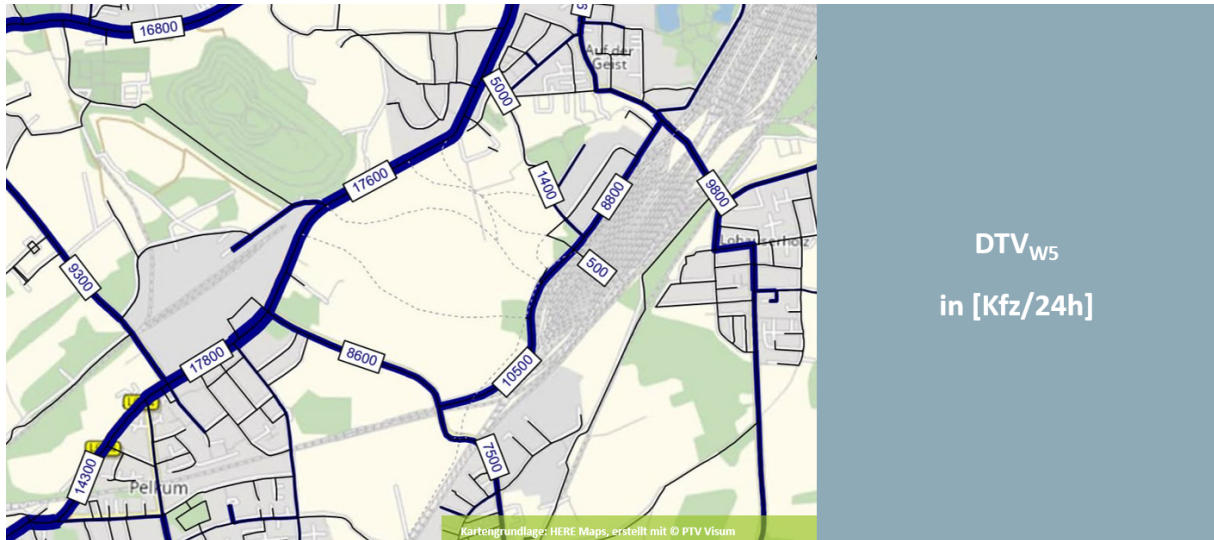 16800
Auf der
Geist
5000
17600
1400
8800
9800
Lohauserholz
9300
500
17800
8600
10500
7500
14300
Pelkum
DTVW5
in [Kfz/24h]
Kartengrundlage: HERE Maps, erstellt mit © PTV Visum